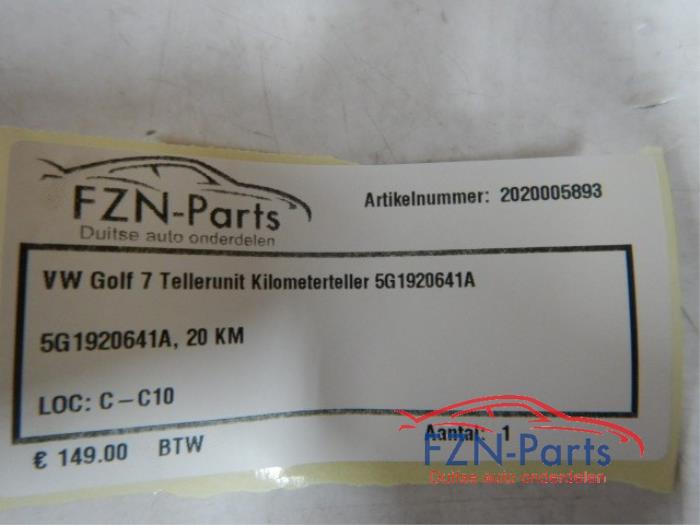 FZN-Parts
Duitse auto onderdelen
Artikelnummer: 2020005893
VW Golf 7 Tellerunit Kilometerteller 5G1920641A
5G1920641A, 20 KM
LOC: C-C10
Aantal: 1
€ 149.00 BTW
FZN-Parts
Duitse auto onderdelen